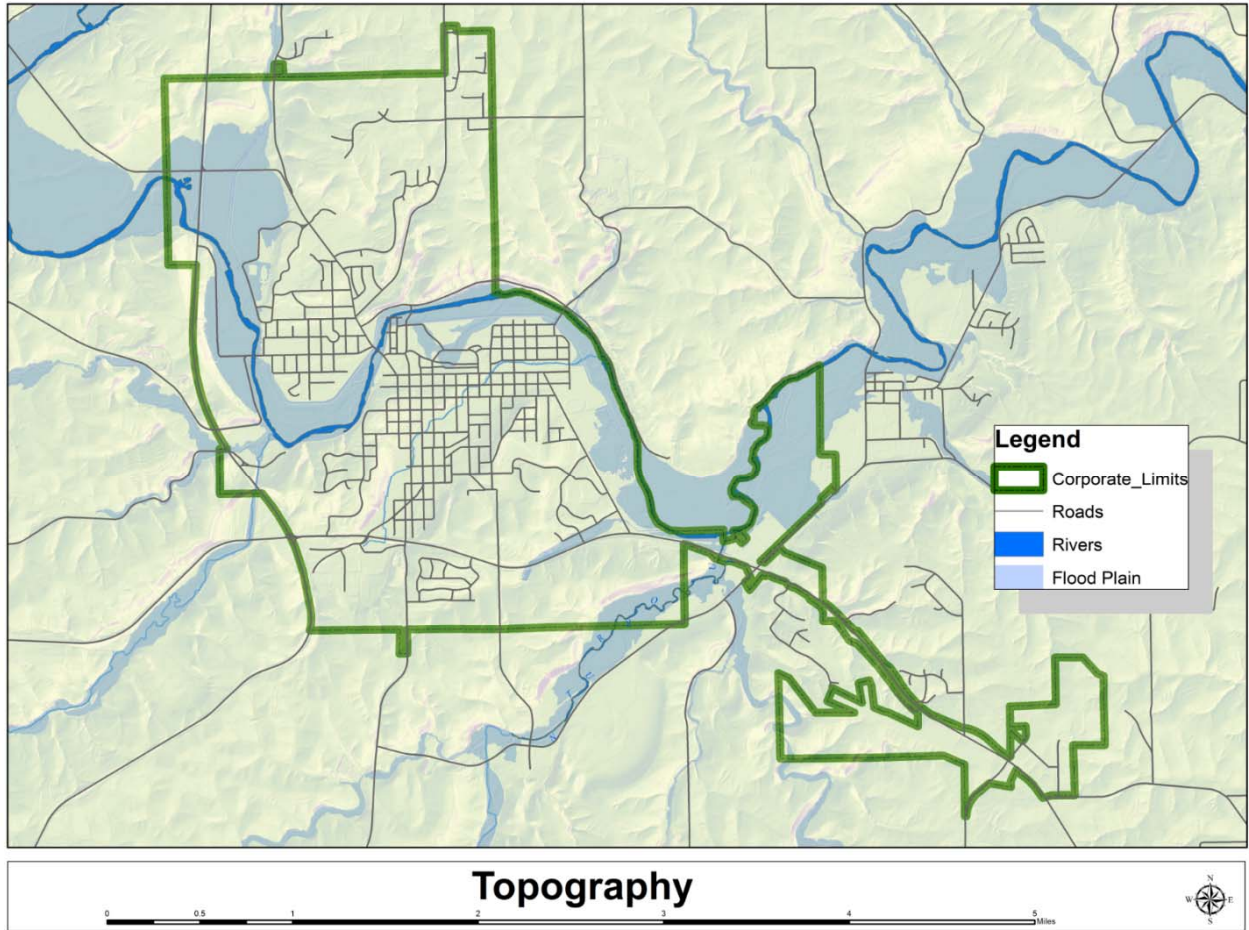 Legend
Corporate_Limits
Roads
Rivers
Flood Plain
Topography
0 0.5 1 2 3 4 5
Miles
N
W E
S